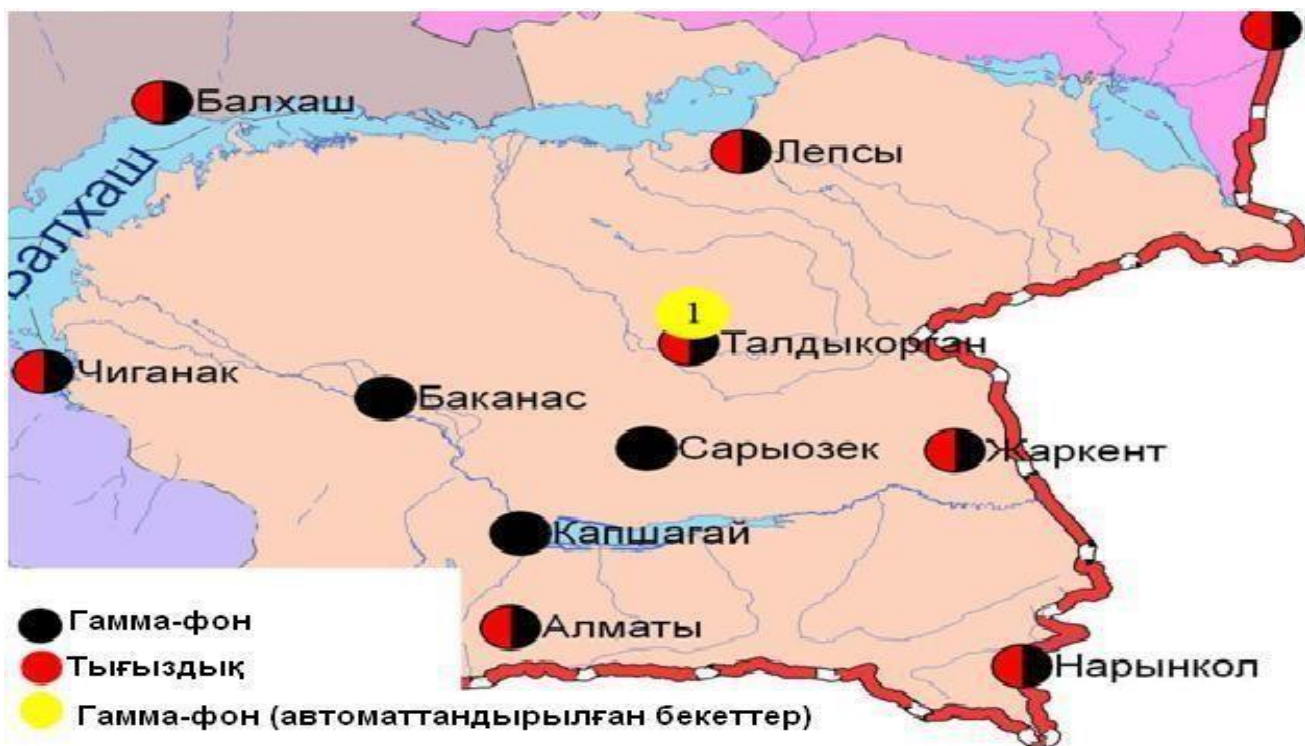 Балхаш
Лепсы
Балхаш
1
Талдыкорган
Чиганак
Баканас
Сарыозек
Жаркент
Капшагай
Алматы
Нарынкол
Гамма-фон
Тығыздық
Гамма-фон (автоматтандырылған бекеттер)